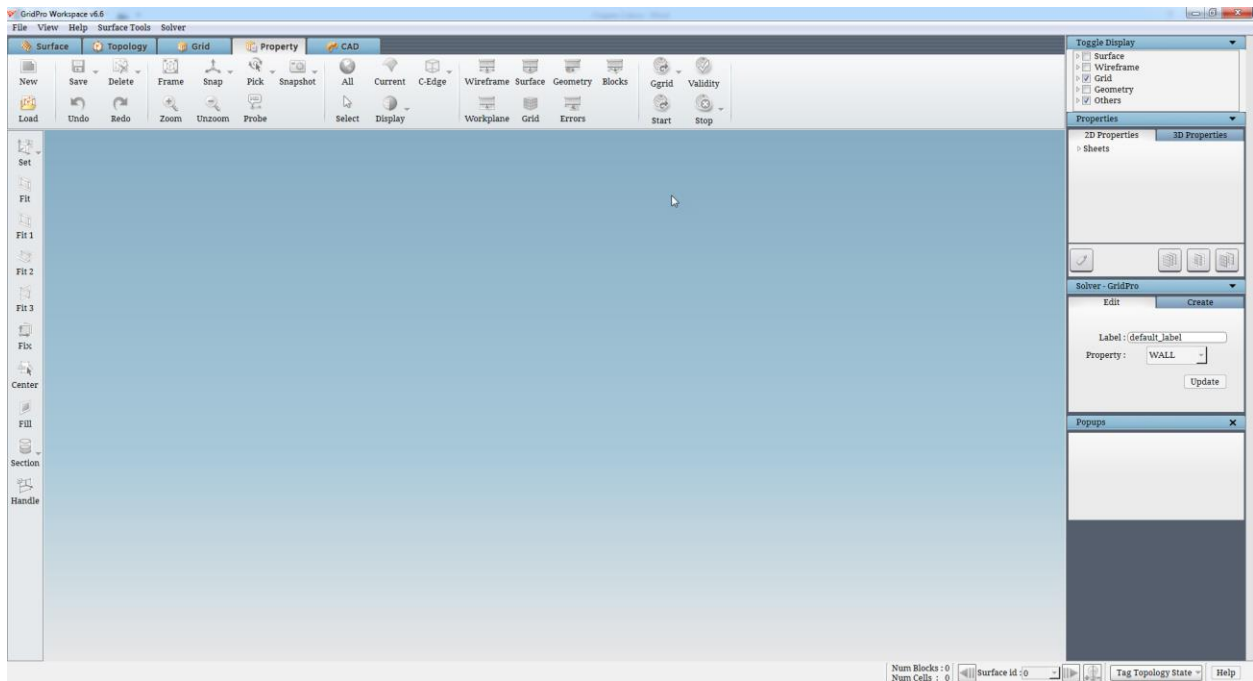 GridPro Workspace v6.6
File View Help Surface Tools Solver
Surface Topology Grid Property CAD
New Save Delete Frame Snap Pick Snapshot All Current C-Edge Wireframe Surface Geometry Blocks Ggrid Validity
Load Undo Redo Zoom Unzoom Probe Select Display Workplane Grid Errors Start Stop
Set
Fit
Fit 1
Fit 2
Fit 3
Fix
Center
Fill
Section
Handle
Toggle Display
Surface
Wireframe
Grid
Geometry
Others
Properties
2D Properties 3D Properties
Sheets
Solver - GridPro
Edit Create
Label : default_label
Property : WALL
Update
Popups
Num Blocks : 0
Num Cells : 0
Surface id : 0
Tag Topology State
Help